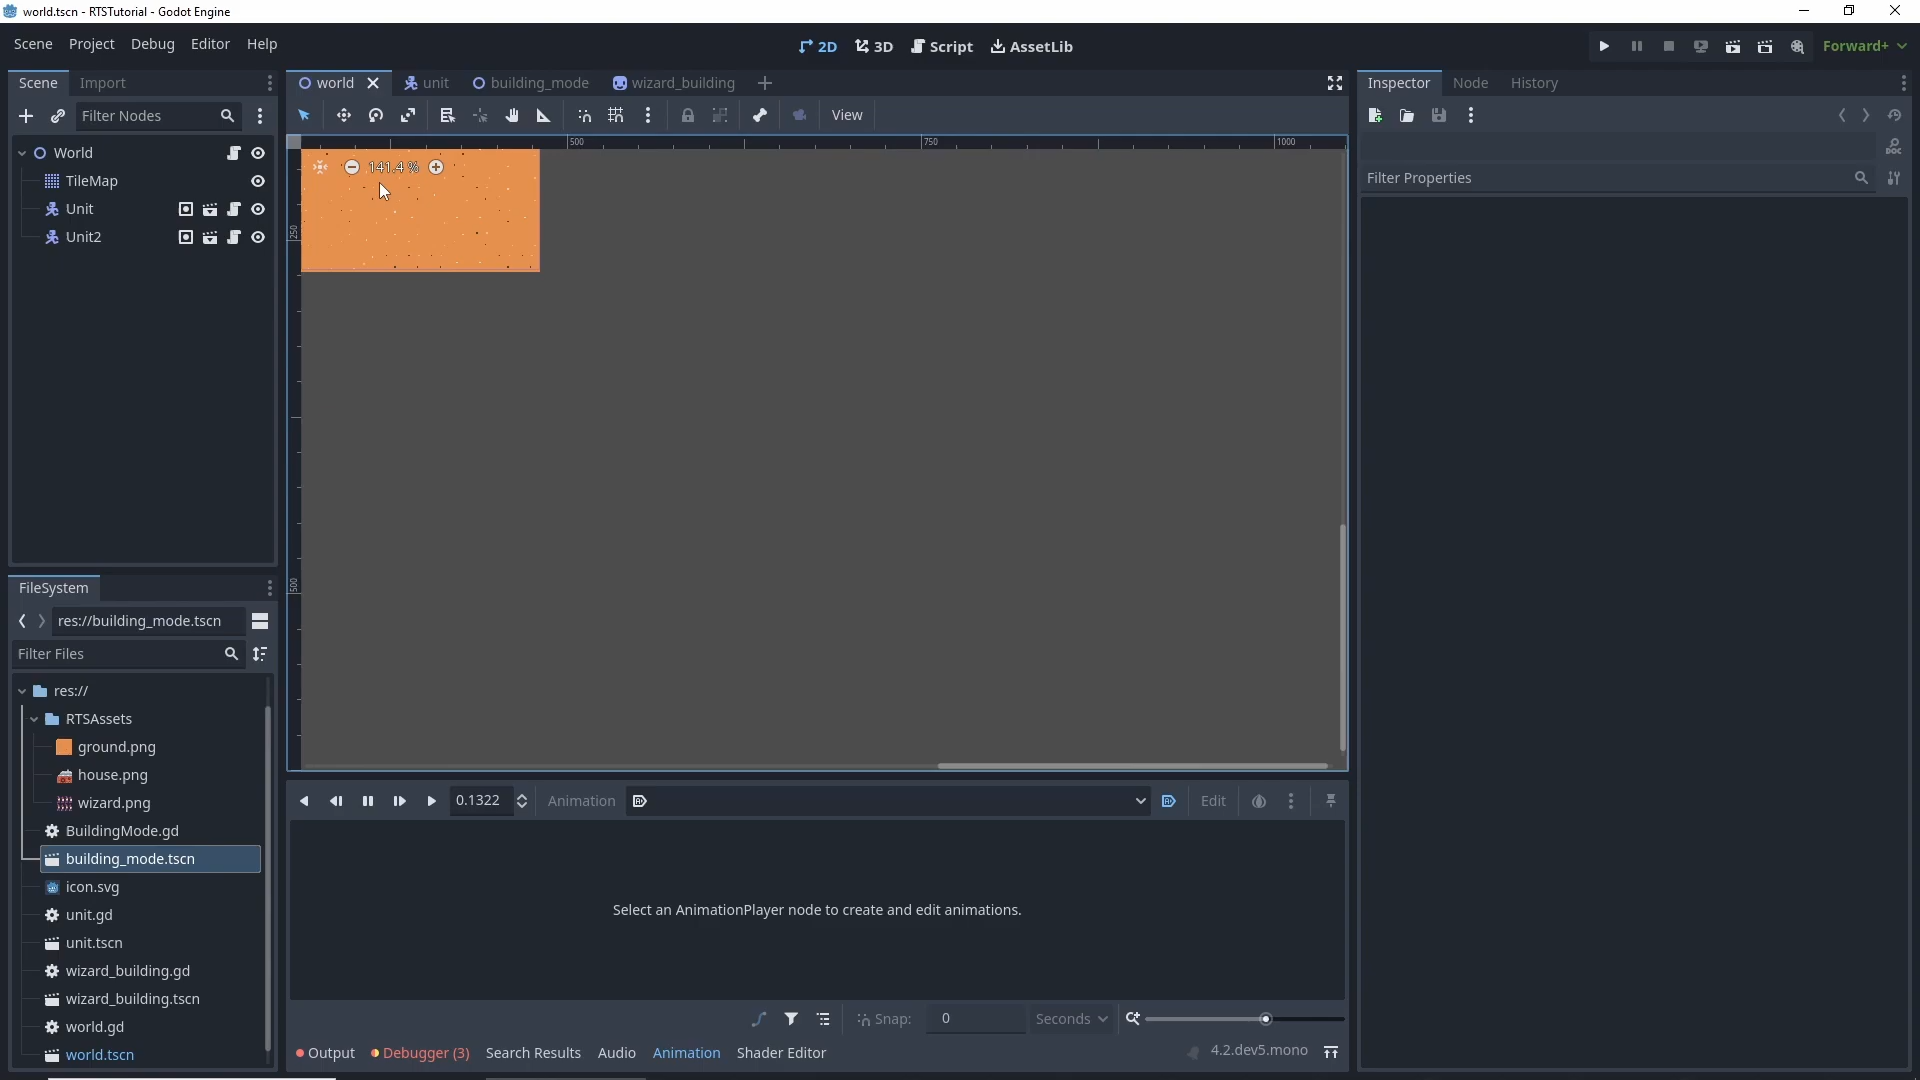 world.tscn - RTSTutorial - Godot Engine
Scene Project Debug Editor Help
2D 3D Script AssetLib
Forward+
Scene Import
world unit building_mode wizard_building
Inspector Node History
Filter Nodes
View
World
TileMap
Unit
Unit2
500 750 1000
141.4 %
250
500
Filter Properties
FileSystem
res://building_mode.tscn
Filter Files
res://
RTSAssets
ground.png
house.png
wizard.png
BuildingMode.gd
building_mode.tscn
icon.svg
unit.gd
unit.tscn
wizard_building.gd
wizard_building.tscn
world.gd
world.tscn
0.1322 Animation Edit
Select an AnimationPlayer node to create and edit animations.
Snap: 0 Seconds
Output Debugger (3) Search Results Audio Animation Shader Editor 4.2.dev5.mono